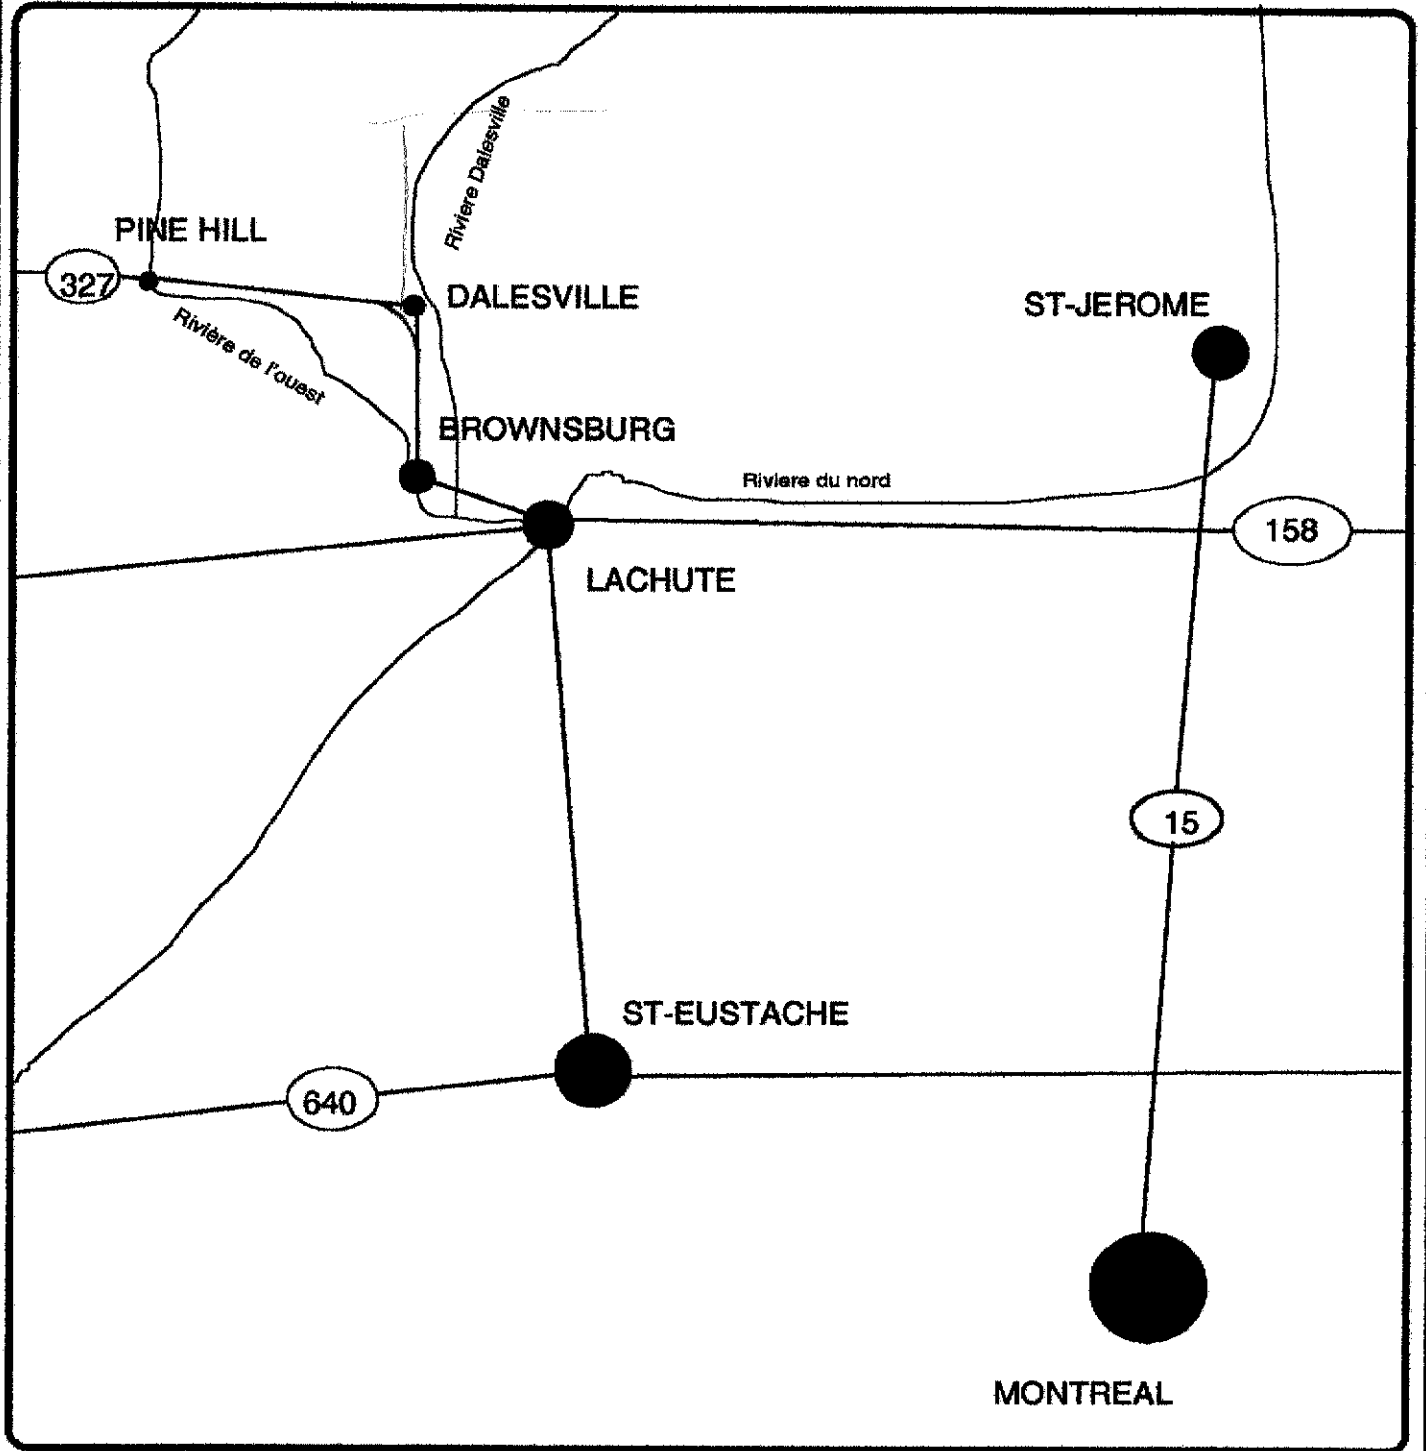 Riviere Dalesville
PINE HILL
327
DALESVILLE
ST-JEROME
Rivière de l'ouest
BROWNSBURG
Riviere du nord
158
LACHUTE
15
ST-EUSTACHE
640
MONTREAL